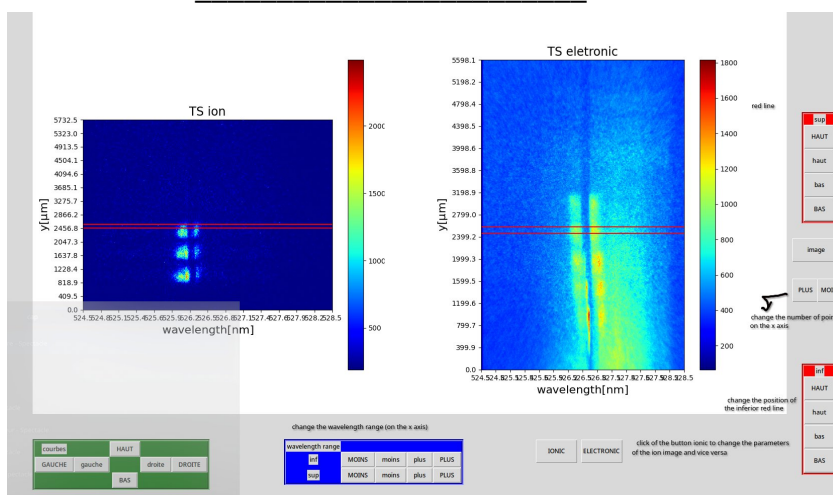 TS ion
5732.5
5323.0
4913.5
4504.1
4094.6
3685.1
3275.7
2866.2
2456.8
2047.3
1637.8
1228.4
818.9
409.5
0.0
y[μm]
wavelength[nm]
500
1000
1500
2000
TS eletronic
5598.1
5198.2
4798.4
4398.5
3998.6
3598.8
3198.9
2799.0
2399.2
1999.3
1599.5
1199.6
799.7
399.9
0.0
y[μm]
wavelength[nm]
1800
1600
1400
1200
1000
800
600
400
200
red line
sup
HAUT
haut
bas
BAS
image
PLUS
change the number of
on the x axis
change the position of
the inferior red line
inf
HAUT
haut
bas
BAS
change the wavelength range (on the x axis)
wavelength range
inf MOINS moins plus PLUS
sup MOINS moins plus PLUS
courbes HAUT
GAUCHE gauche droite DROITE
BAS
IONIC ELECTRONIC
click of the button ionic to change the parameters
of the ion image and vice versa